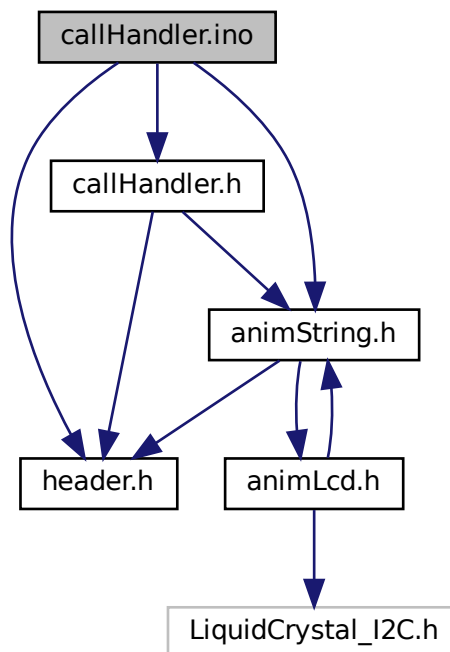 callHandler.ino
callHandler.h
animString.h
header.h
animLcd.h
LiquidCrystal_I2C.h